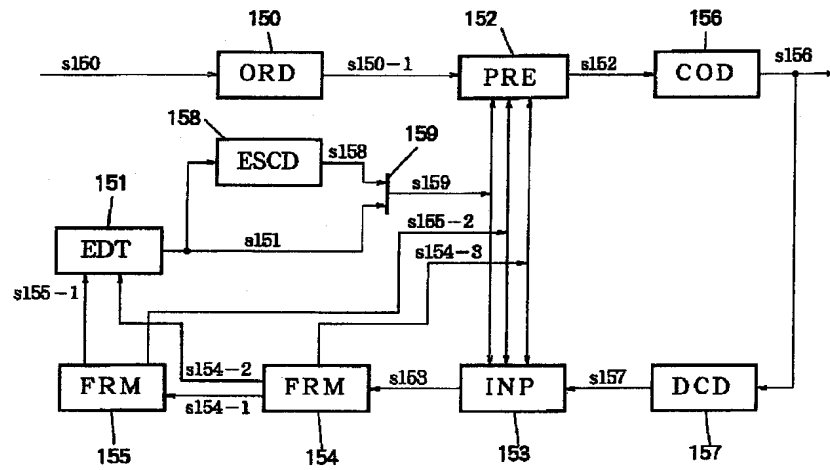 150
152
156
s150
ORD
s150-1
PRE
s152
COD
s156
158
ESCD
s158
159
s159
151
EDT
s151
s155-2
s154-3
s155-1
FRM
s154-2
s154-1
FRM
s153
INP
s157
DCD
155
154
153
157